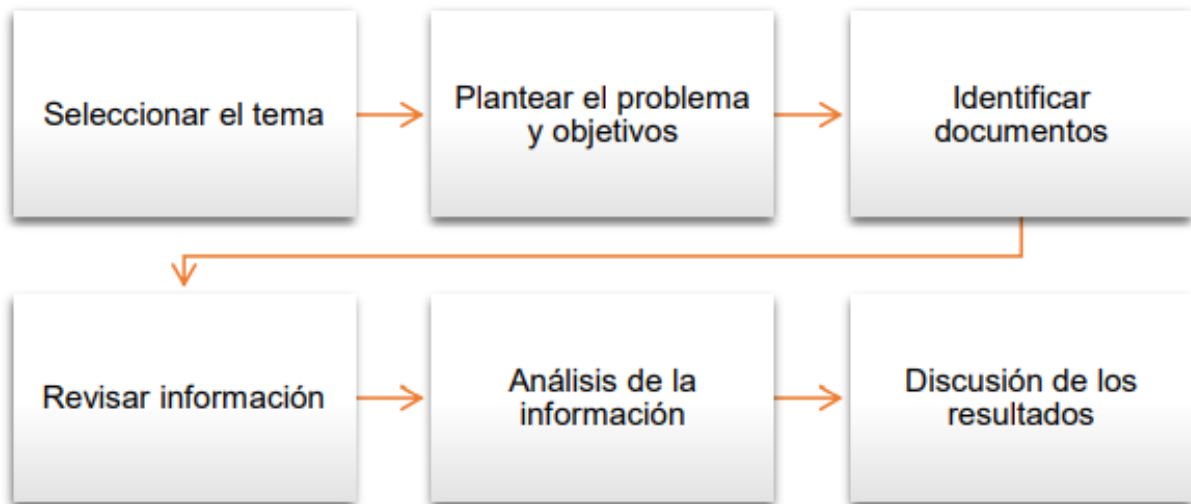 Seleccionar el tema
Plantear el problema
y objetivos
Identificar
documentos
Revisar información
Análisis de la
información
Discusión de los
resultados